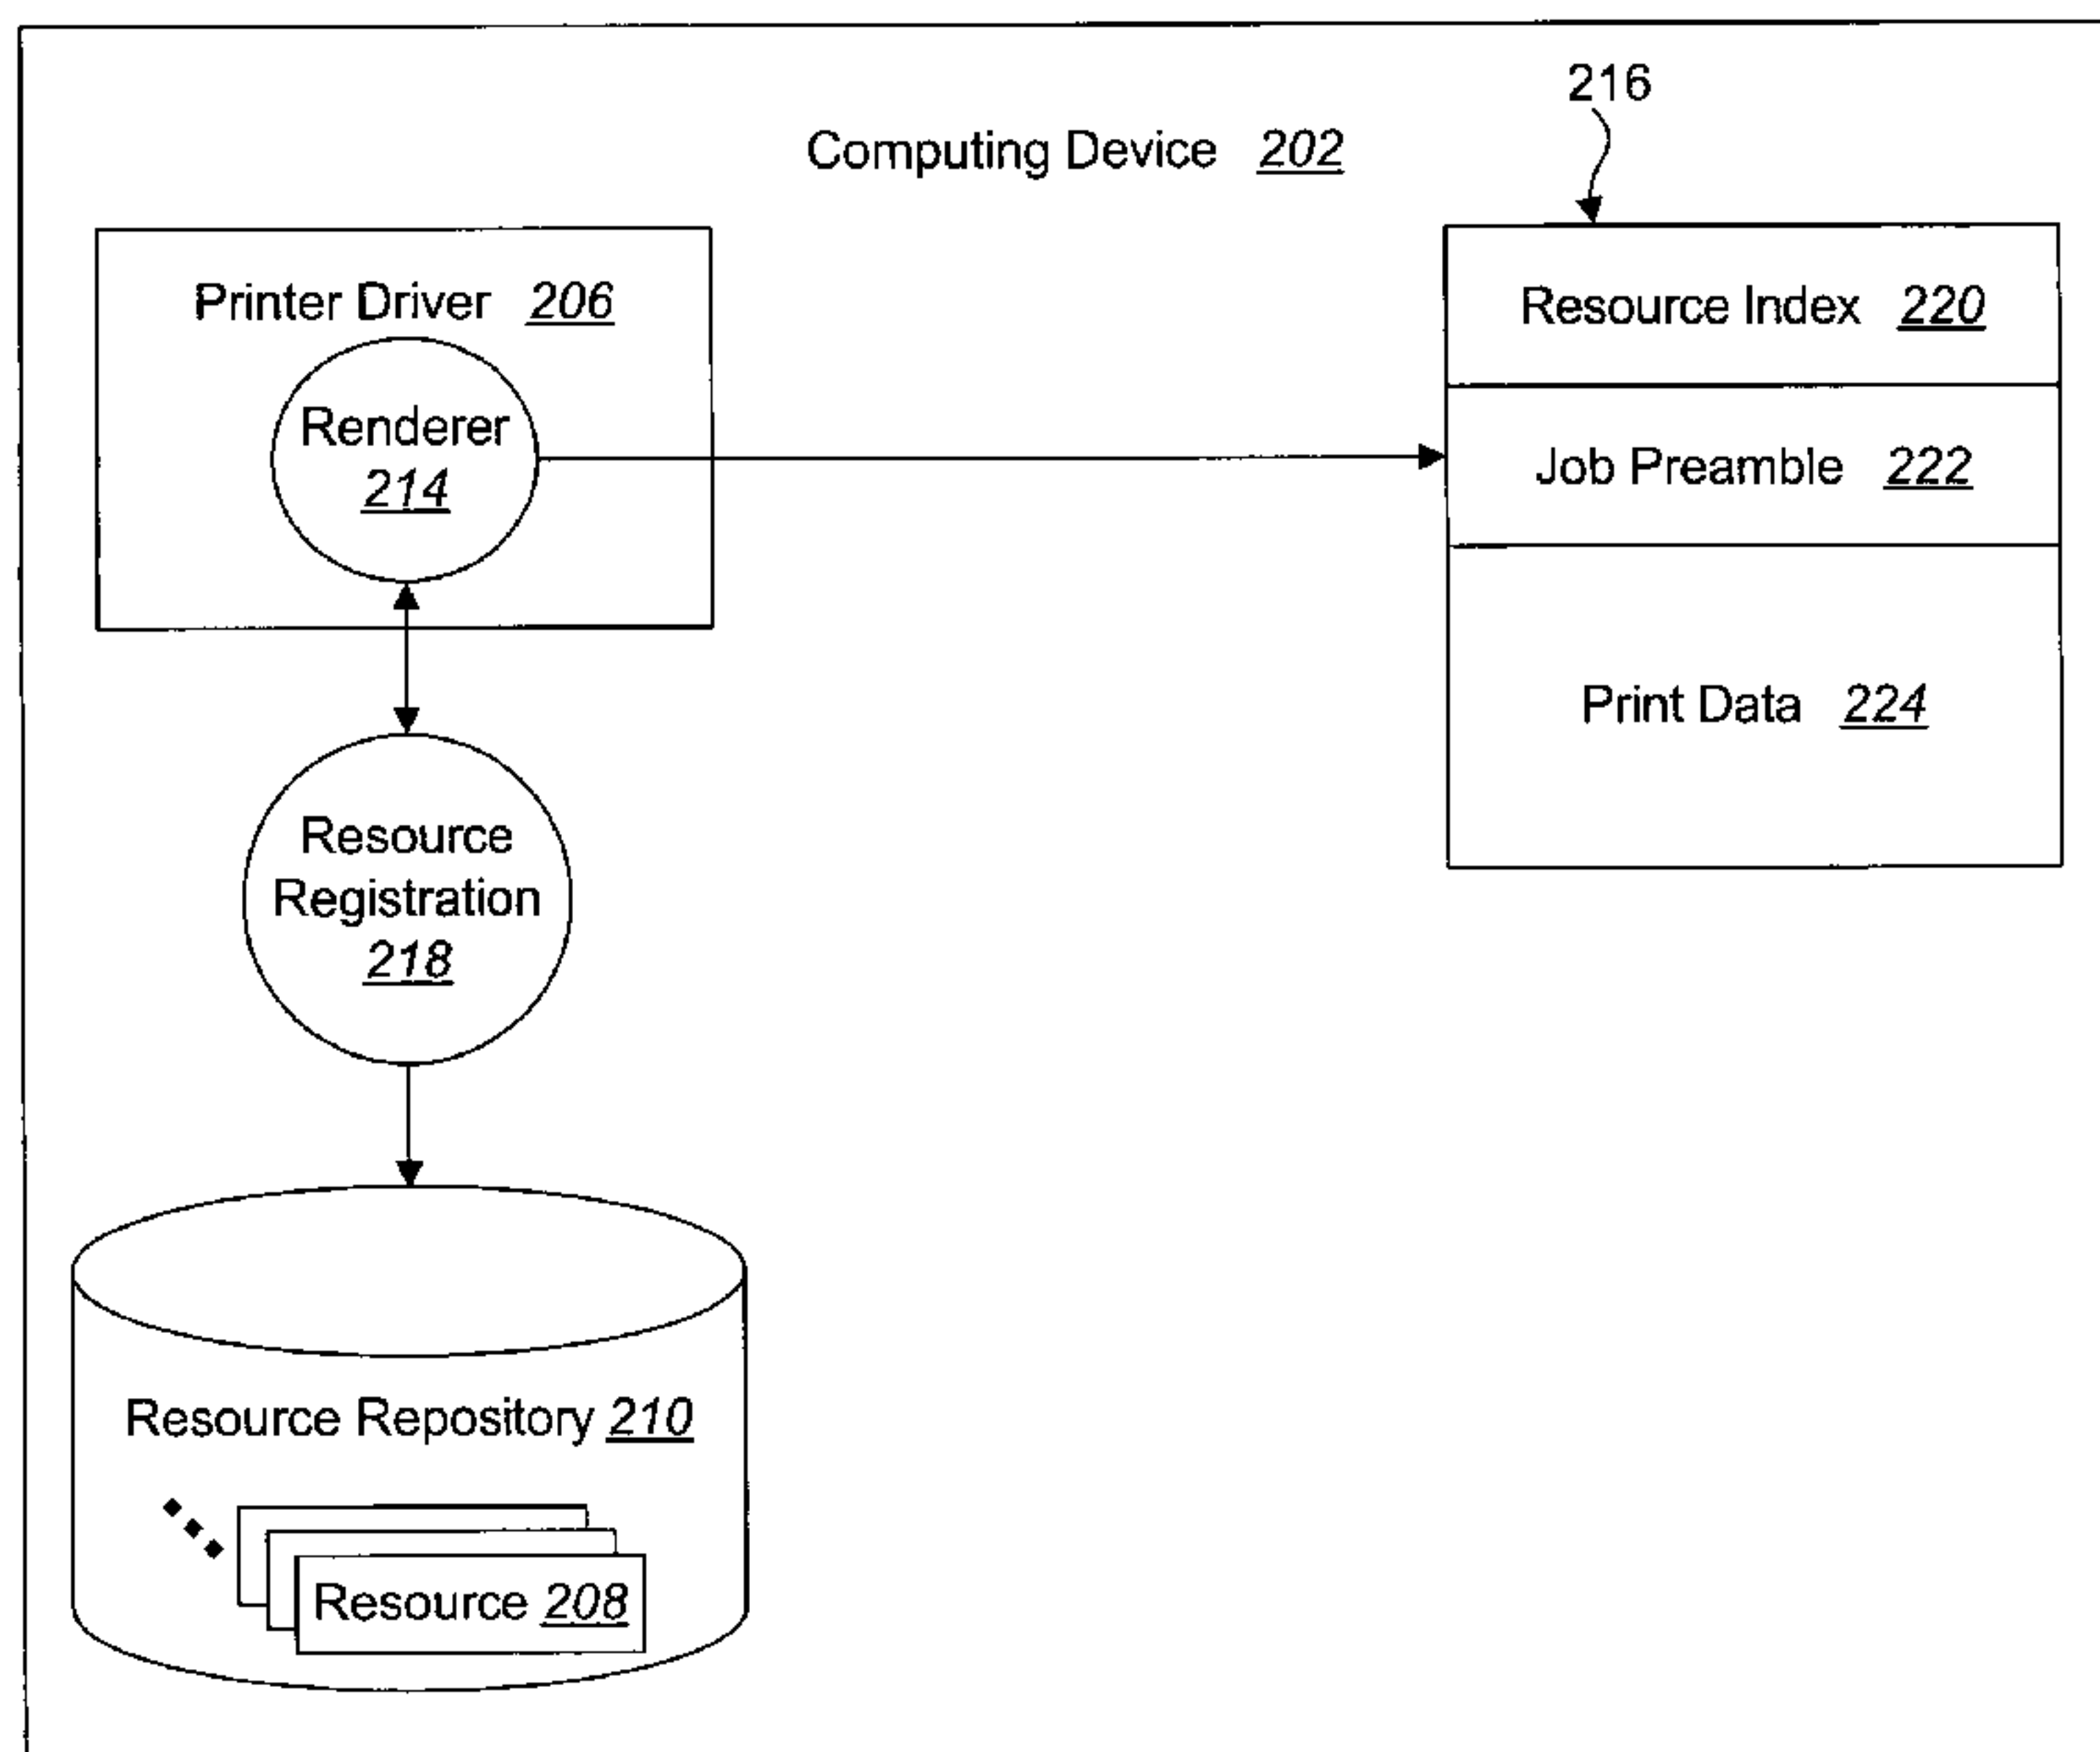 216
Computing Device 202
Printer Driver 206
Renderer
214
Resource Index 220
Job Preamble 222
Print Data 224
Resource
Registration
218
Resource Repository 210
Resource 208